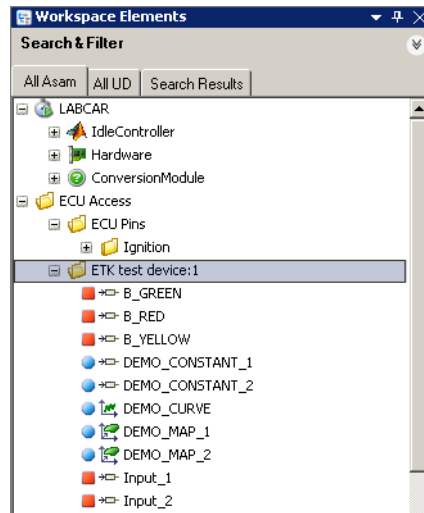 Workspace Elements
Search & Filter
All Asam All UD Search Results
LABCAR
IdleController
Hardware
ConversionModule
ECU Access
ECU Pins
Ignition
ETK test device:1
B_GREEN
B_RED
B_YELLOW
DEMO_CONSTANT_1
DEMO_CONSTANT_2
DEMO_CURVE
DEMO_MAP_1
DEMO_MAP_2
Input_1
Input_2